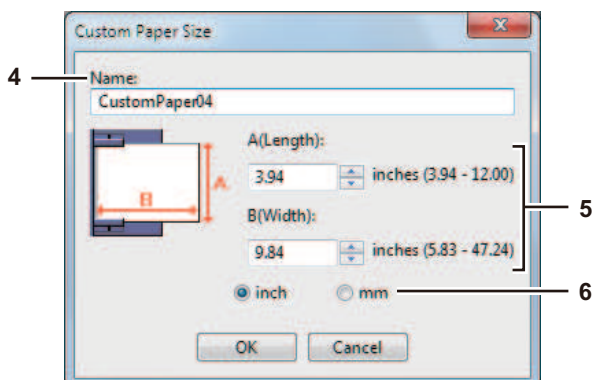 Custom Paper Size
4
Name:
CustomPaper04
A(Length):
3.94 inches (3.94 - 12.00)
A
B
B(Width):
5
9.84 inches (5.83 - 47.24)
inch mm
6
OK Cancel